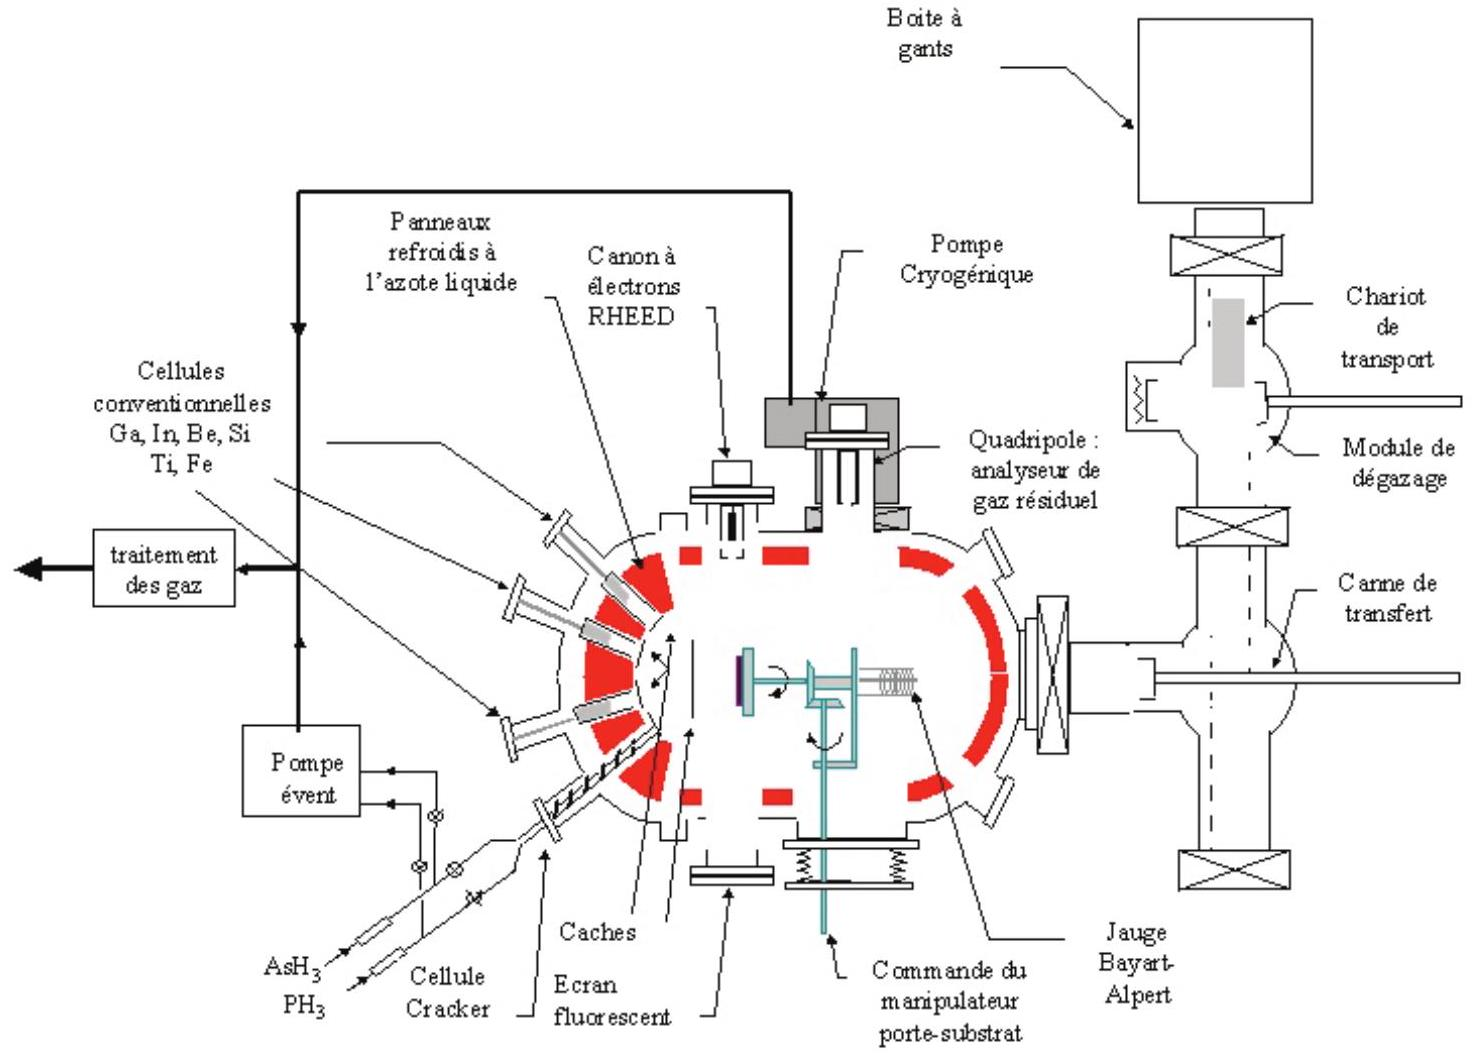 Boite à
gants
Panneaux
refroidis à
l'azote liquide
Canon à
électrons
RHEED
Pompe
Cryogénique
Chariot
de
transport
Cellules
conventionnelles
Ga, In, Be, Si
Ti, Fe
Quadripole :
analyseur de
gaz résiduel
Module de
dégazage
traitement
des gaz
Canne de
transfert
Pompe
évent
AsH3
PH3
Cellule
Cracker
Caches
Ecran
fluorescent
Commande du
manipulateur
porte-substrat
Jauge
Bayart-
Alpert